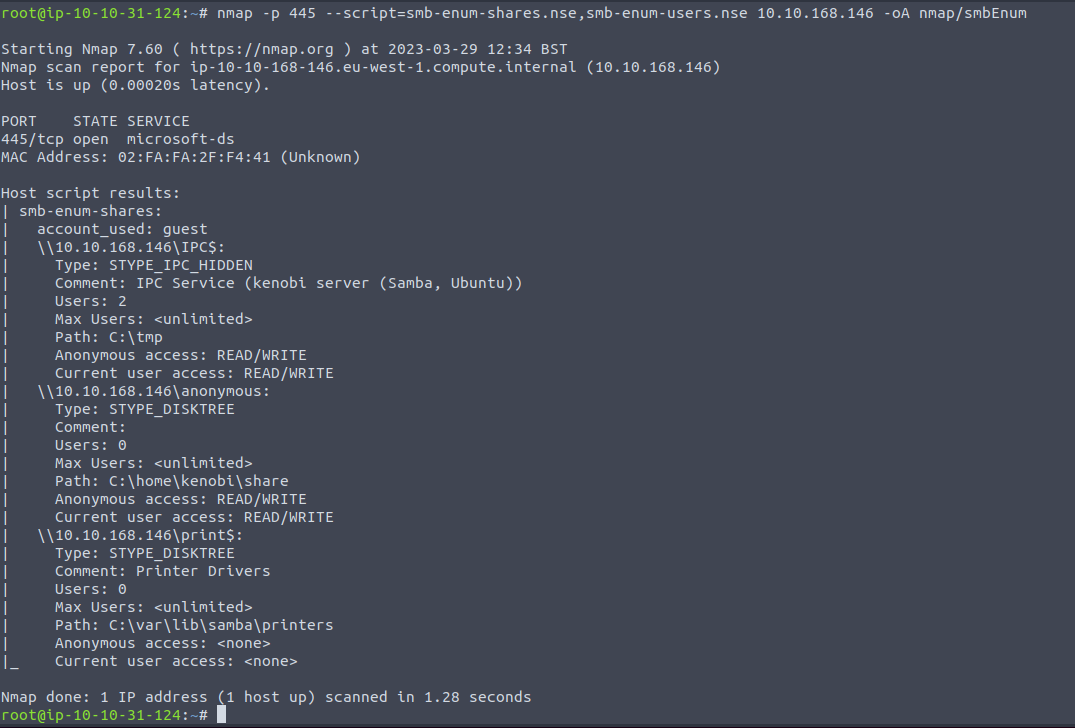 root@ip-10-10-31-124:~# nmap -p 445 --script=smb-enum-shares.nse,smb-enum-users.nse 10.10.168.146 -oA nmap/smbEnum
Starting Nmap 7.60 ( https://nmap.org ) at 2023-03-29 12:34 BST
Nmap scan report for ip-10-10-168-146.eu-west-1.compute.internal (10.10.168.146)
Host is up (0.00020s latency).
PORT    STATE SERVICE
445/tcp open  microsoft-ds
MAC Address: 02:FA:FA:2F:F4:41 (Unknown)
Host script results:
| smb-enum-shares:
|   account_used: guest
|   \\10.10.168.146\IPC$:
|     Type: STYPE_IPC_HIDDEN
|     Comment: IPC Service (kenobi server (Samba, Ubuntu))
|     Users: 2
|     Max Users: <unlimited>
|     Path: C:\tmp
|     Anonymous access: READ/WRITE
|     Current user access: READ/WRITE
|   \\10.10.168.146\anonymous:
|     Type: STYPE_DISKTREE
|     Comment:
|     Users: 0
|     Max Users: <unlimited>
|     Path: C:\home\kenobi\share
|     Anonymous access: READ/WRITE
|     Current user access: READ/WRITE
|   \\10.10.168.146\print$:
|     Type: STYPE_DISKTREE
|     Comment: Printer Drivers
|     Users: 0
|     Max Users: <unlimited>
|     Path: C:\var\lib\samba\printers
|     Anonymous access: <none>
|_    Current user access: <none>
Nmap done: 1 IP address (1 host up) scanned in 1.28 seconds
root@ip-10-10-31-124:~#